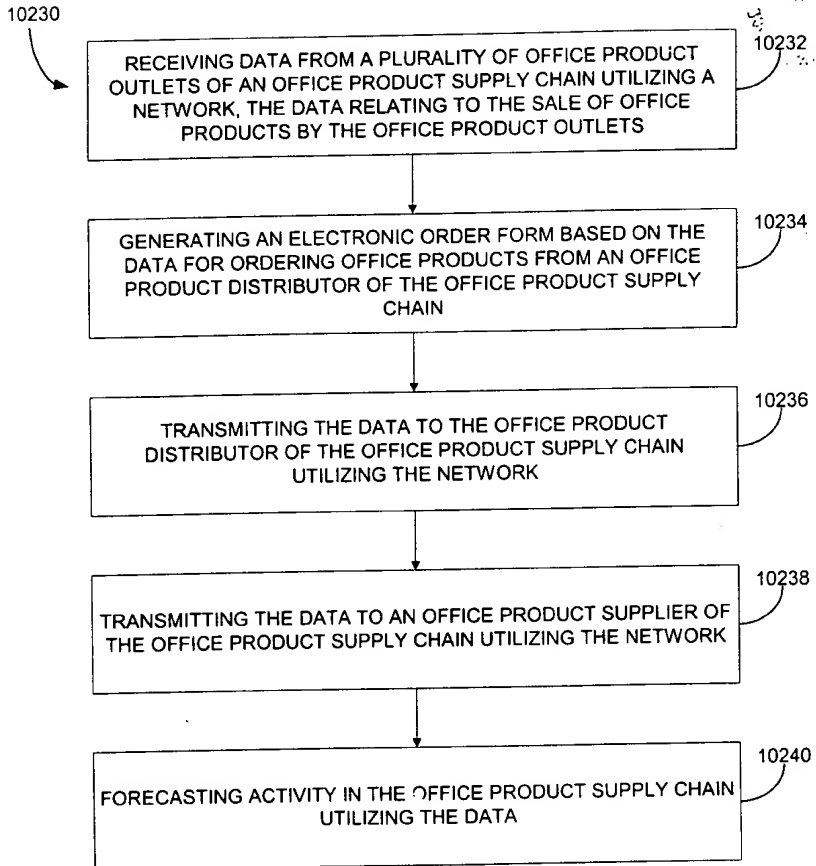 10230
10232
RECEIVING DATA FROM A PLURALITY OF OFFICE PRODUCT
OUTLETS OF AN OFFICE PRODUCT SUPPLY CHAIN UTILIZING A
NETWORK, THE DATA RELATING TO THE SALE OF OFFICE
PRODUCTS BY THE OFFICE PRODUCT OUTLETS
10234
GENERATING AN ELECTRONIC ORDER FORM BASED ON THE
DATA FOR ORDERING OFFICE PRODUCTS FROM AN OFFICE
PRODUCT DISTRIBUTOR OF THE OFFICE PRODUCT SUPPLY
CHAIN
10236
TRANSMITTING THE DATA TO THE OFFICE PRODUCT
DISTRIBUTOR OF THE OFFICE PRODUCT SUPPLY CHAIN
UTILIZING THE NETWORK
10238
TRANSMITTING THE DATA TO AN OFFICE PRODUCT SUPPLIER OF
THE OFFICE PRODUCT SUPPLY CHAIN UTILIZING THE NETWORK
10240
FORECASTING ACTIVITY IN THE OFFICE PRODUCT SUPPLY CHAIN
UTILIZING THE DATA